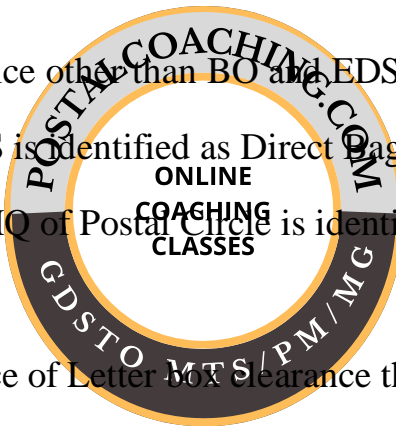 POSTALCOACHING.COM
ice other than BO and EDS
is identified as Direct Bag
ONLINE
COACHING
CLASSES
HQ of Postal Circle is identi
GDSTO MTS/PM/MG
ce of Letter box clearance th